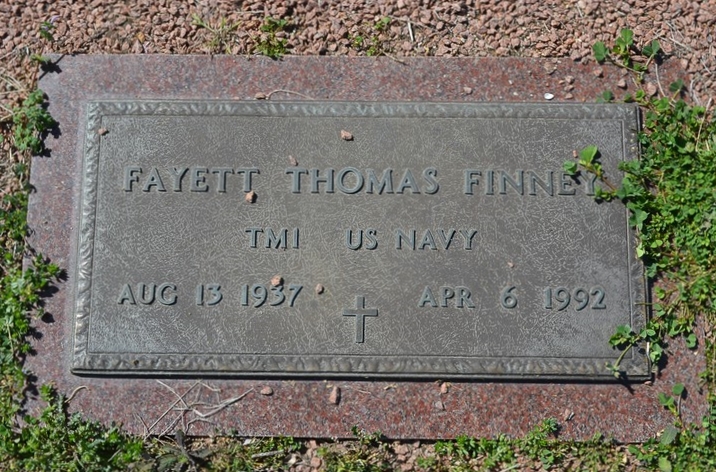 FAYETT THOMAS FINNEY
TM1 US NAVY
AUG 13 1937 APR 6 1992